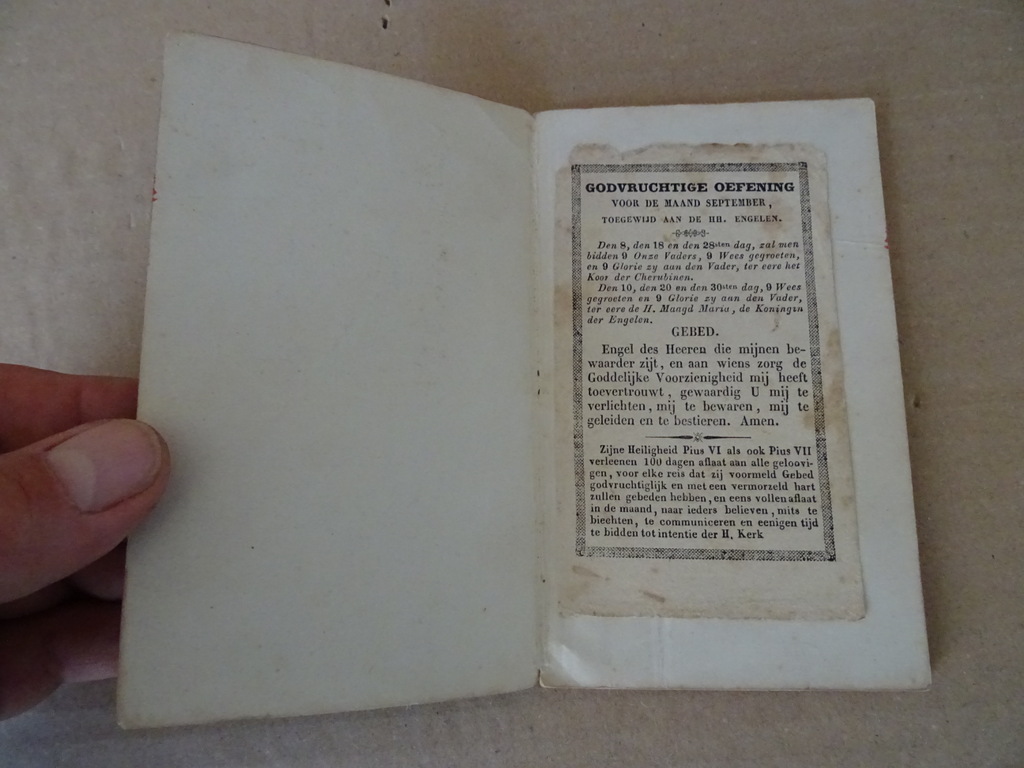 GODVRUCHTIGE OEFENING
VOOR DE MAAND SEPTEMBER,
TOEGEWIJD AAN DE HH. ENGELEN.
Den 8, den 18 en den 28sten dag, zal men
bidden 9 Onze Vaders, 9 Wees gegroeten,
en 9 Glorie zy aan den Vader, ter eere het
Koor der Cherubinen.
Den 10, den 20 en den 30sten dag, 9 Wees
gegroeten en 9 Glorie zy aan den Vader,
ter eere de H. Maagd Maria, de Koningin
der Engelen.
GEBED.
Engel des Heeren die mijnen be-
waarder zijt, en aan wiens zorg de
Goddelijke Voorzienigheid mij heeft
toevertrouwt, gewaardig U mij te
verlichten, mij te bewaren, mij te
geleiden en te bestieren. Amen.
Zijne Heiligheid Pius VI als ook Pius VII
verleenen 100 dagen aflaat aan alle geloovi-
gen, voor elke reis dat zij voormeld Gebed
godvruchtiglijk en met een vermorzeld hart
zullen gebeden hebben, en eens vollen aflaat
in de maand, naar ieders believen, mits te
biechten, te communiceren en eenigen tijd
te bidden tot intentie der H. Kerk